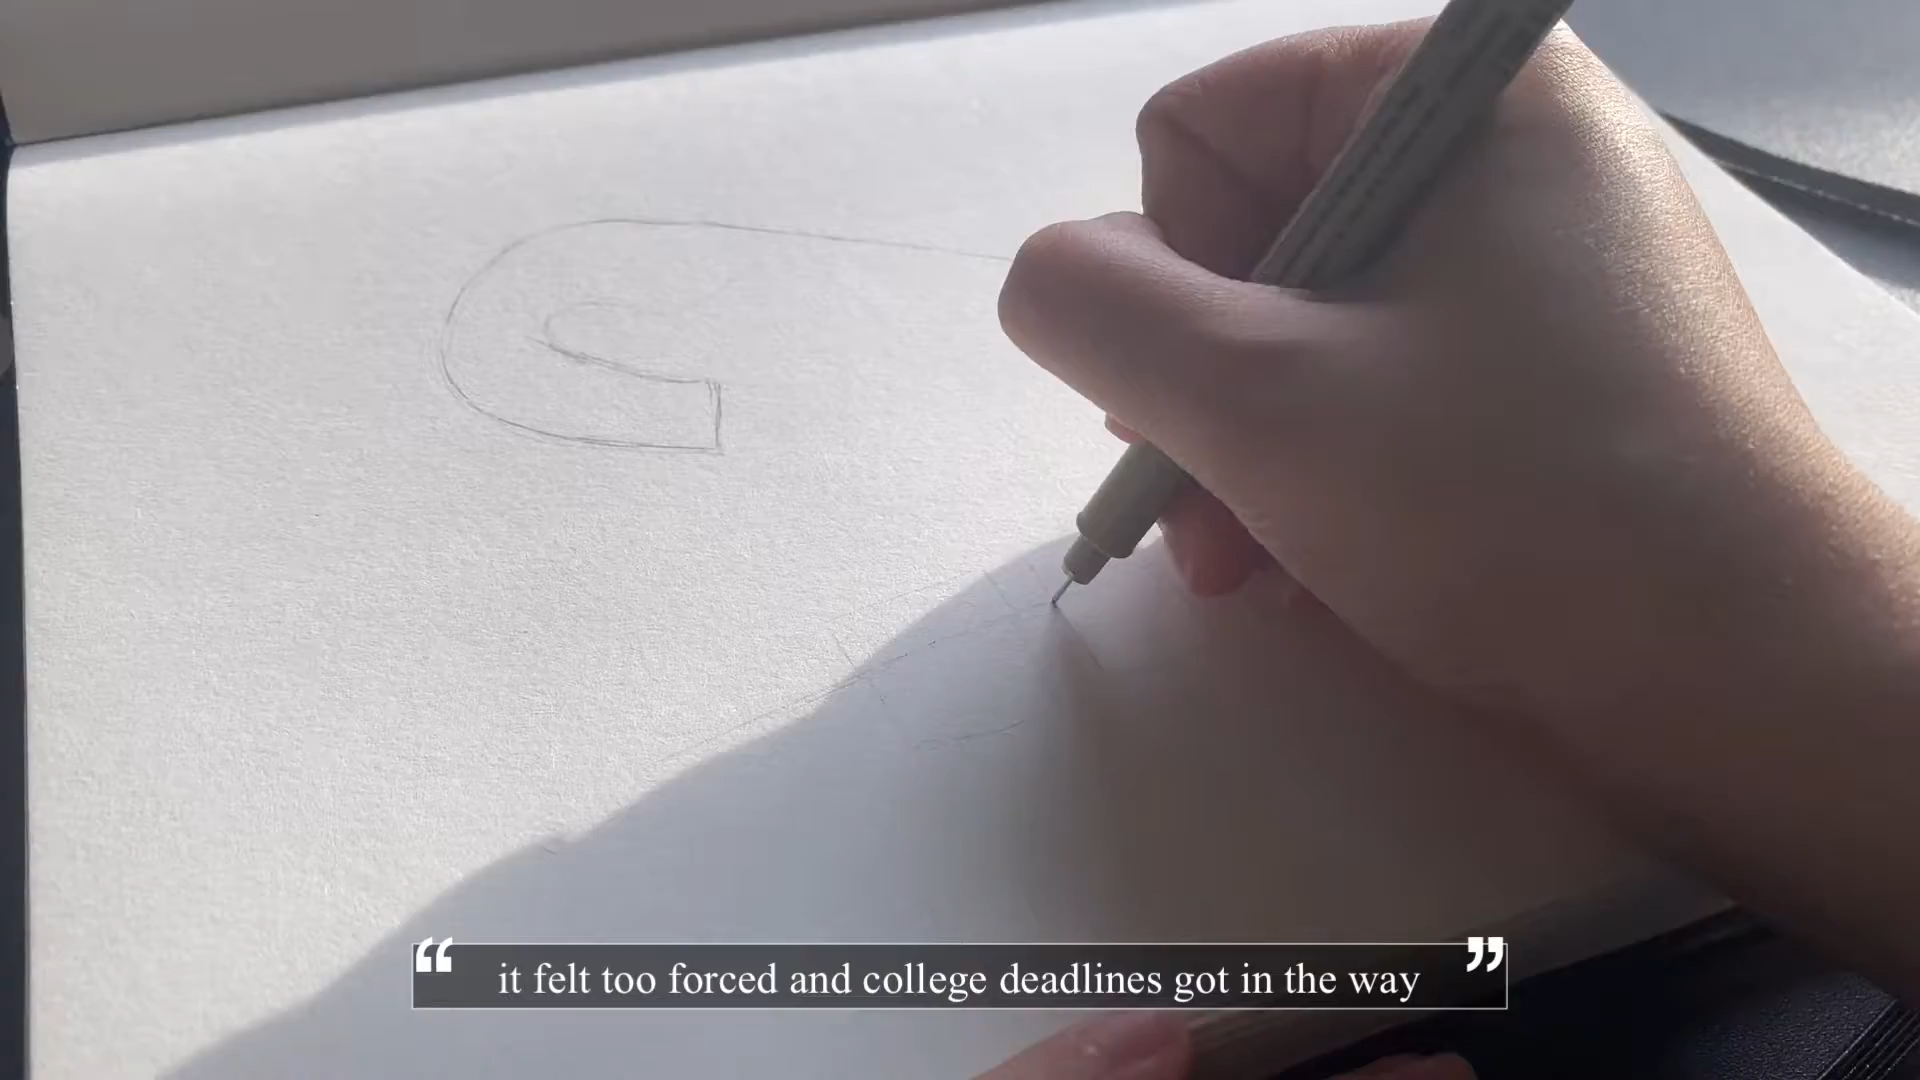 “ it felt too forced and college deadlines got in the way ”